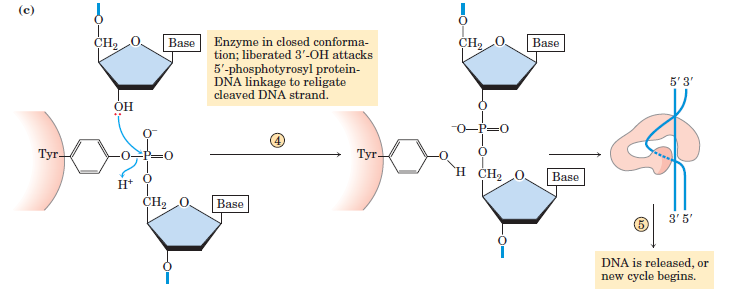 (c)
CH2 O Base
OH
Enzyme in closed conforma-
tion; liberated 3′-OH attacks
5′-phosphotyrosyl protein-
DNA linkage to religate
cleaved DNA strand.
O
O−
Tyr
O P O
H+
O
CH2 O Base
O
4
O
CH2 O Base
O
−O P O
Tyr O
H
O
CH2 O Base
O
5′ 3′
3′ 5′
5
DNA is released, or
new cycle begins.